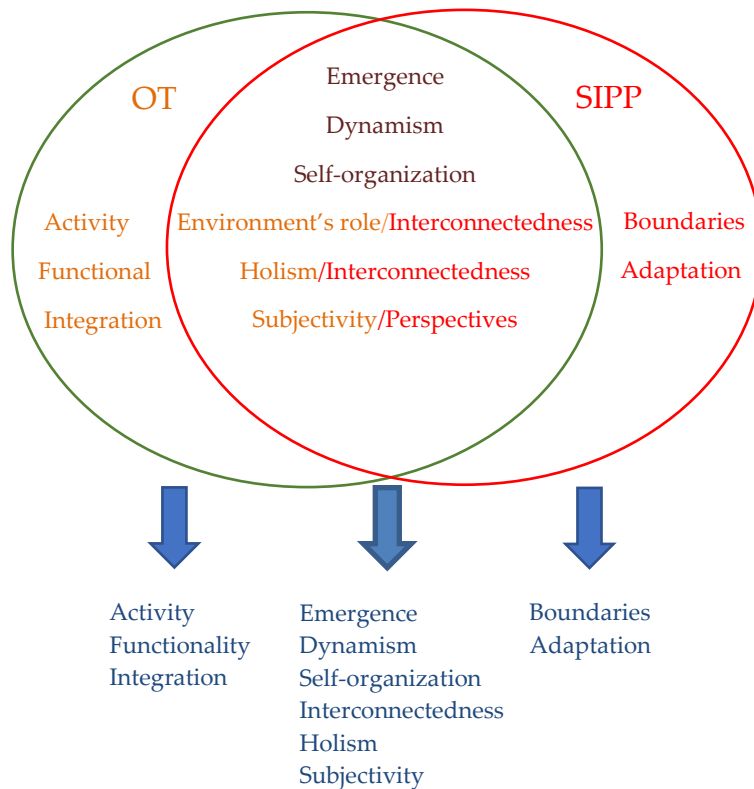 OT
SIPP
Emergence
Dynamism
Self-organization
Activity
Functional
Integration
Environment’s role/Interconnectedness
Holism/Interconnectedness
Subjectivity/Perspectives
Boundaries
Adaptation
Activity
Functionality
Integration
Emergence
Dynamism
Self-organization
Interconnectedness
Holism
Subjectivity
Boundaries
Adaptation